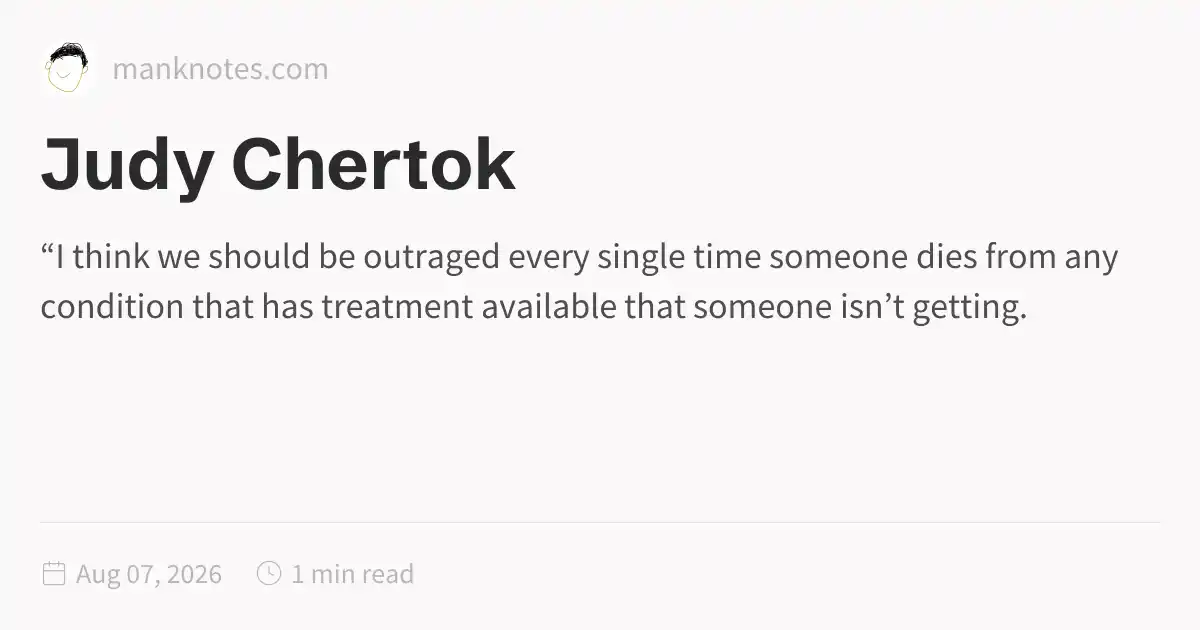 manknotes.com
Judy Chertok
“I think we should be outraged every single time someone dies from any
condition that has treatment available that someone isn’t getting.
Aug 07, 2026 1 min read